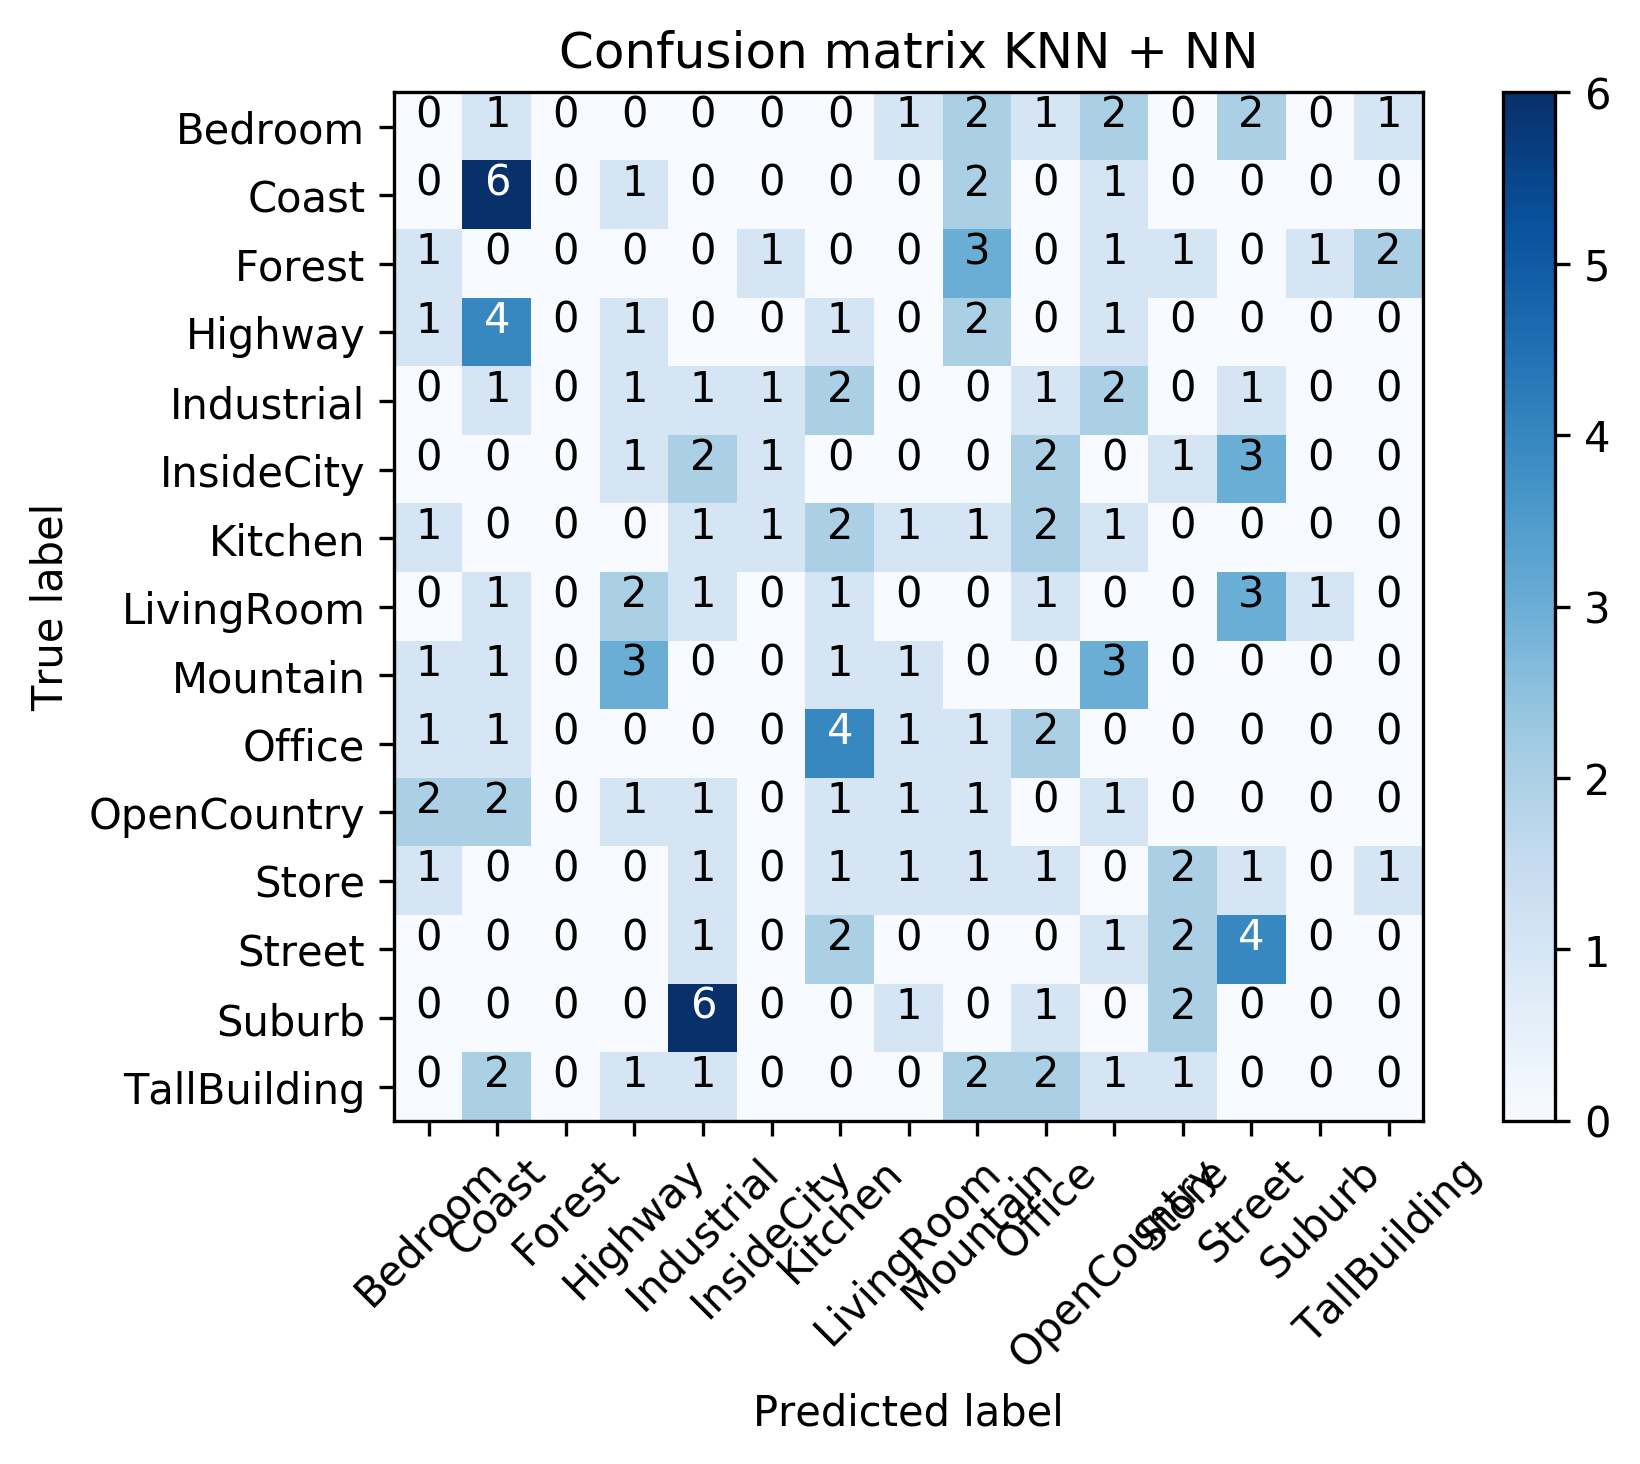 Confusion matrix KNN + NN
Bedroom 0 1 0 0 0 0 0 1 2 1 2 0 2 0 1
Coast 0 6 0 1 0 0 0 0 2 0 1 0 0 0 0
Forest 1 0 0 0 0 1 0 0 3 0 1 1 0 1 2
Highway 1 4 0 1 0 0 1 0 2 0 1 0 0 0 0
Industrial 0 1 0 1 1 1 2 0 0 1 2 0 1 0 0
InsideCity 0 0 0 1 2 1 0 0 0 2 0 1 3 0 0
Kitchen 1 0 0 0 1 1 2 1 1 2 1 0 0 0 0
LivingRoom 0 1 0 2 1 0 1 0 0 1 0 0 3 1 0
Mountain 1 1 0 3 0 0 1 1 0 0 3 0 0 0 0
Office 1 1 0 0 0 0 4 1 1 2 0 0 0 0 0
OpenCountry 2 2 0 1 1 0 1 1 1 0 1 0 0 0 0
Store 1 0 0 0 1 0 1 1 1 1 0 2 1 0 1
Street 0 0 0 0 1 0 2 0 0 0 1 2 4 0 0
Suburb 0 0 0 0 6 0 0 1 0 1 0 2 0 0 0
TallBuilding 0 2 0 1 1 0 0 0 2 2 1 1 0 0 0
True label
Bedroom
Coast
Forest
Highway
Industrial
InsideCity
Kitchen
LivingRoom
Mountain
Office
OpenCountry
Store
Street
Suburb
TallBuilding
Predicted label
6
5
4
3
2
1
0